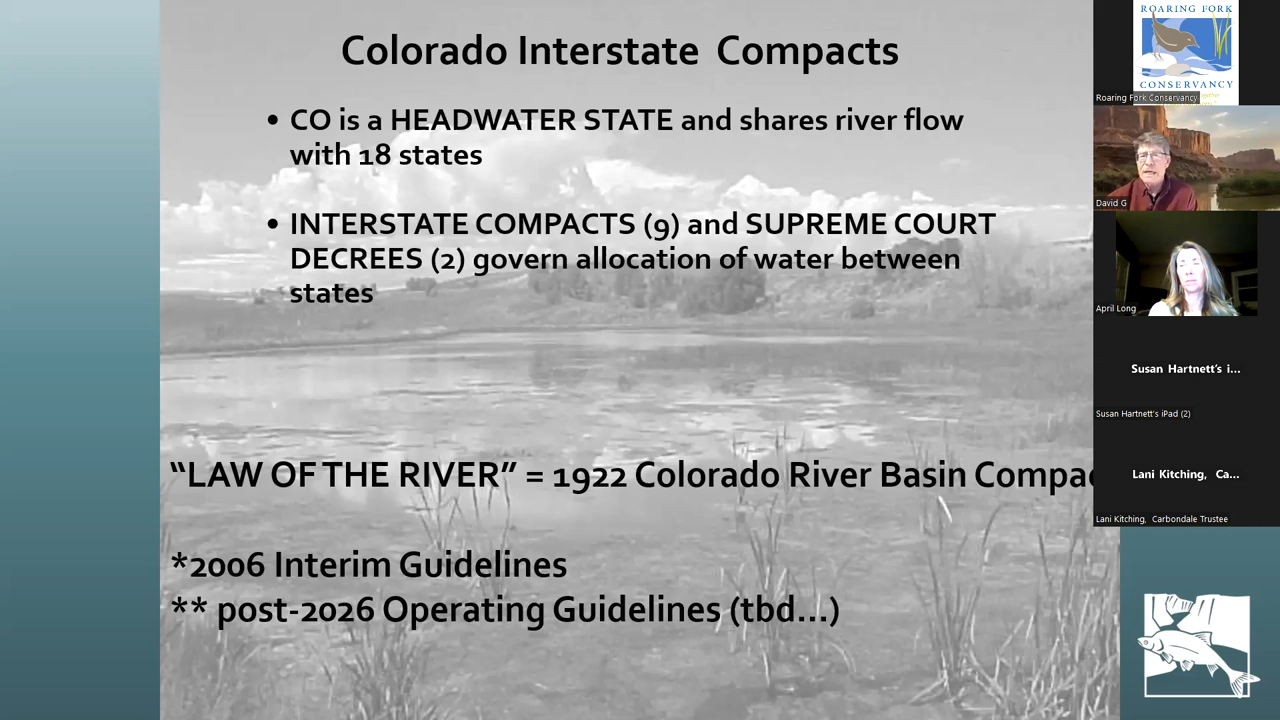 Colorado Interstate Compacts
• CO is a HEADWATER STATE and shares river flow
with 18 states
• INTERSTATE COMPACTS (9) and SUPREME COURT
DECREES (2) govern allocation of water between
states
“LAW OF THE RIVER” = 1922 Colorado River Basin Compac
*2006 Interim Guidelines
** post-2026 Operating Guidelines (tbd...)
ROARING FORK
CONSERVANCY
Roaring Fork Conservancy
David G
April Long
Susan Hartnett's i...
Susan Hartnett's iPad (2)
Lani Kitching, Ca...
Lani Kitching, Carbondale Trustee